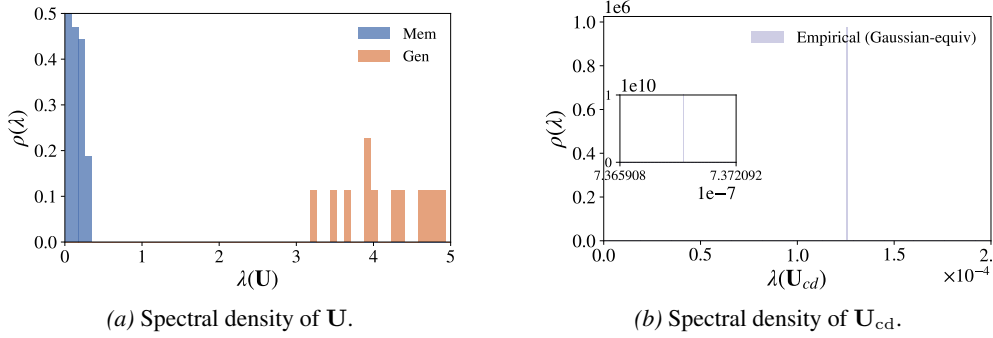 0.5
0.4
0.3
0.2
0.1
0.0
ρ(λ)
Mem
Gen
0 1 2 3 4 5
λ(U)
(a) Spectral density of U.
1e6
1.0
0.8
0.6
0.4
0.2
0.0
ρ(λ)
Empirical (Gaussian-equiv)
1e10
1
0
7.365908 7.372092
1e−7
0.0 0.5 1.0 1.5 2.
×10⁻⁴
λ(U_cd)
(b) Spectral density of U_cd.